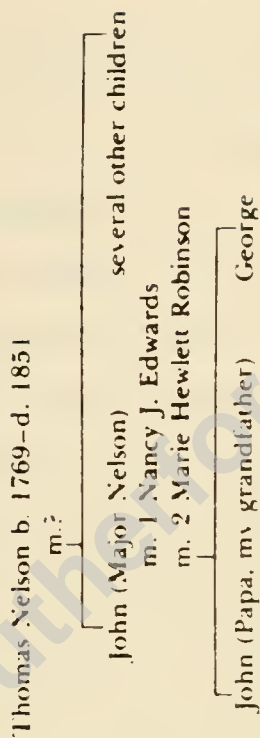 Thomas Nelson b. 1769–d. 1851
m.?
John (Major Nelson) several other children
m. 1 Nancy J. Edwards
m. 2 Marie Hewlett Robinson
John (Papa, my grandfather) George